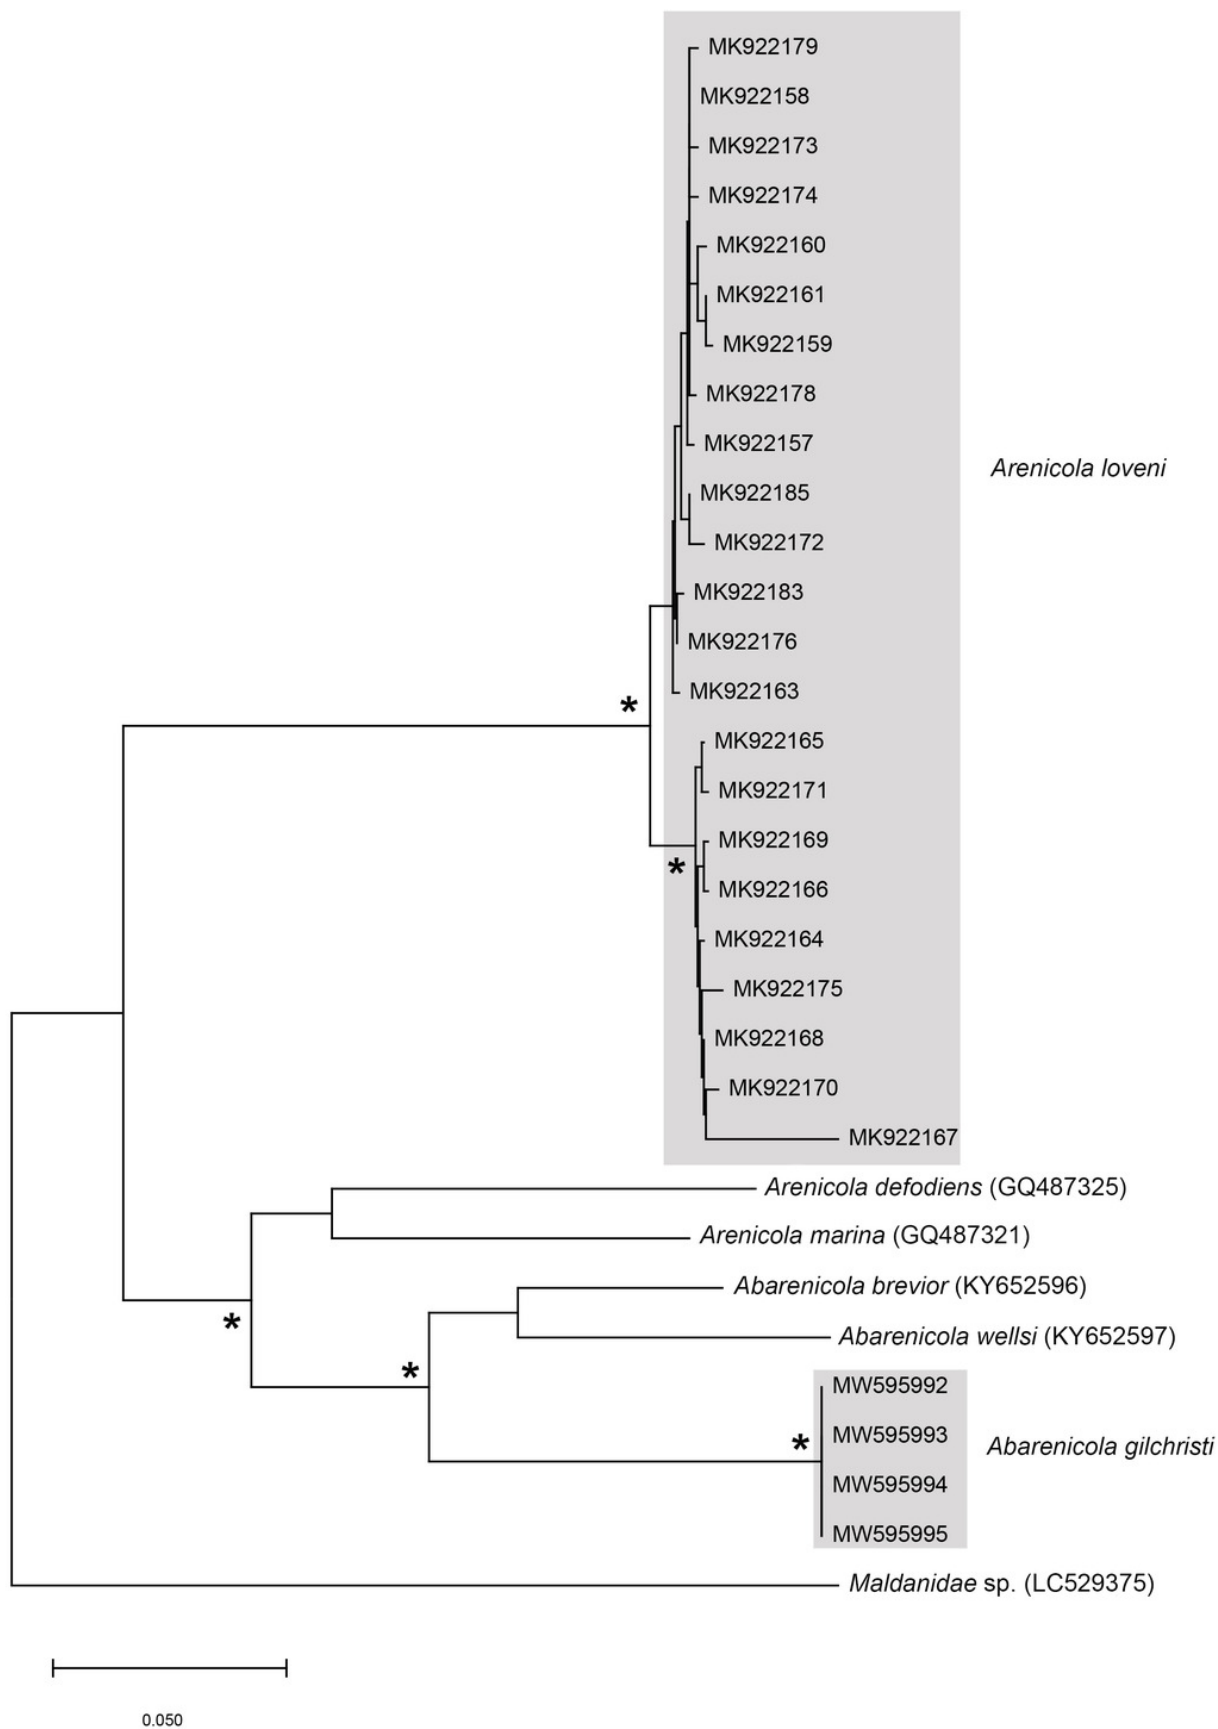 MK922179
MK922158
MK922173
MK922174
MK922160
MK922161
MK922159
MK922178
MK922157
Arenicola loveni
MK922185
MK922172
MK922183
MK922176
MK922163
*
MK922165
MK922171
MK922169
*
MK922166
MK922164
MK922175
MK922168
MK922170
MK922167
Arenicola defodiens (GQ487325)
Arenicola marina (GQ487321)
Abarenicola brevior (KY652596)
*
Abarenicola wellsi (KY652597)
*
MW595992
MW595993
*
Abarenicola gilchristi
MW595994
MW595995
Maldanidae sp. (LC529375)
0.050